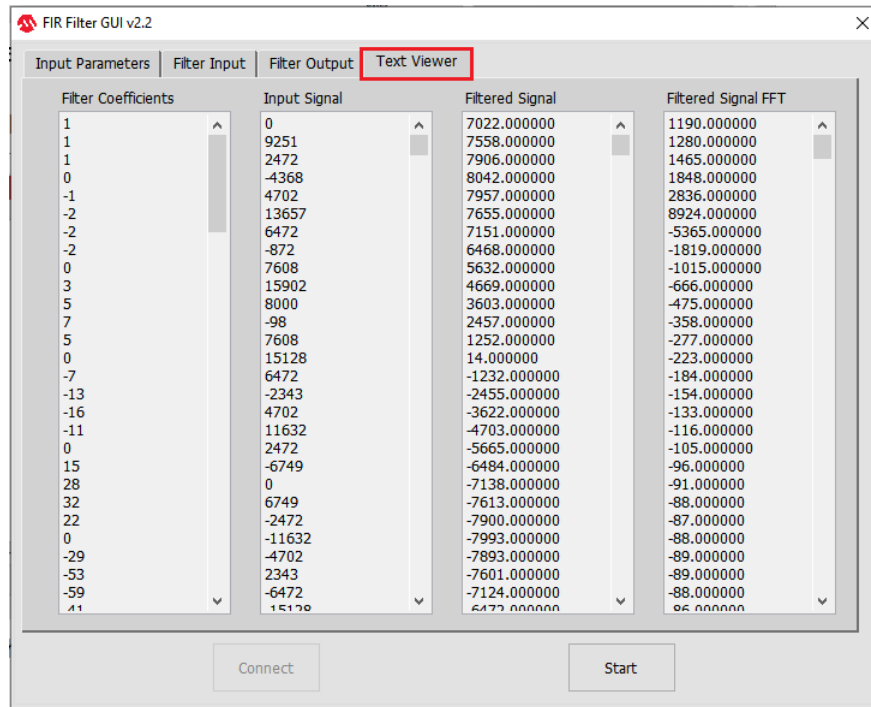 FIR Filter GUI v2.2
Input Parameters Filter Input Filter Output Text Viewer
Filter Coefficients Input Signal Filtered Signal Filtered Signal FFT
1 0 7022.000000 1190.000000
1 9251 7558.000000 1280.000000
1 2472 7906.000000 1465.000000
0 -4368 8042.000000 1848.000000
-1 4702 7957.000000 2836.000000
-2 13657 7655.000000 8924.000000
-2 6472 7151.000000 -5365.000000
-2 -872 6468.000000 -1819.000000
0 7608 5632.000000 -1015.000000
3 15902 4669.000000 -666.000000
5 8000 3603.000000 -475.000000
7 -98 2457.000000 -358.000000
5 7608 1252.000000 -277.000000
0 15128 14.000000 -223.000000
-7 6472 -1232.000000 -184.000000
-13 -2343 -2455.000000 -154.000000
-16 4702 -3622.000000 -133.000000
-11 11632 -4703.000000 -116.000000
0 2472 -5665.000000 -105.000000
15 -6749 -6484.000000 -96.000000
28 0 -7138.000000 -91.000000
32 6749 -7613.000000 -88.000000
22 -2472 -7900.000000 -87.000000
0 -11632 -7993.000000 -88.000000
-29 -4702 -7893.000000 -89.000000
-53 2343 -7601.000000 -89.000000
-59 -6472 -7124.000000 -88.000000
-41 -15128 -6472.000000 -86.000000
Connect Start